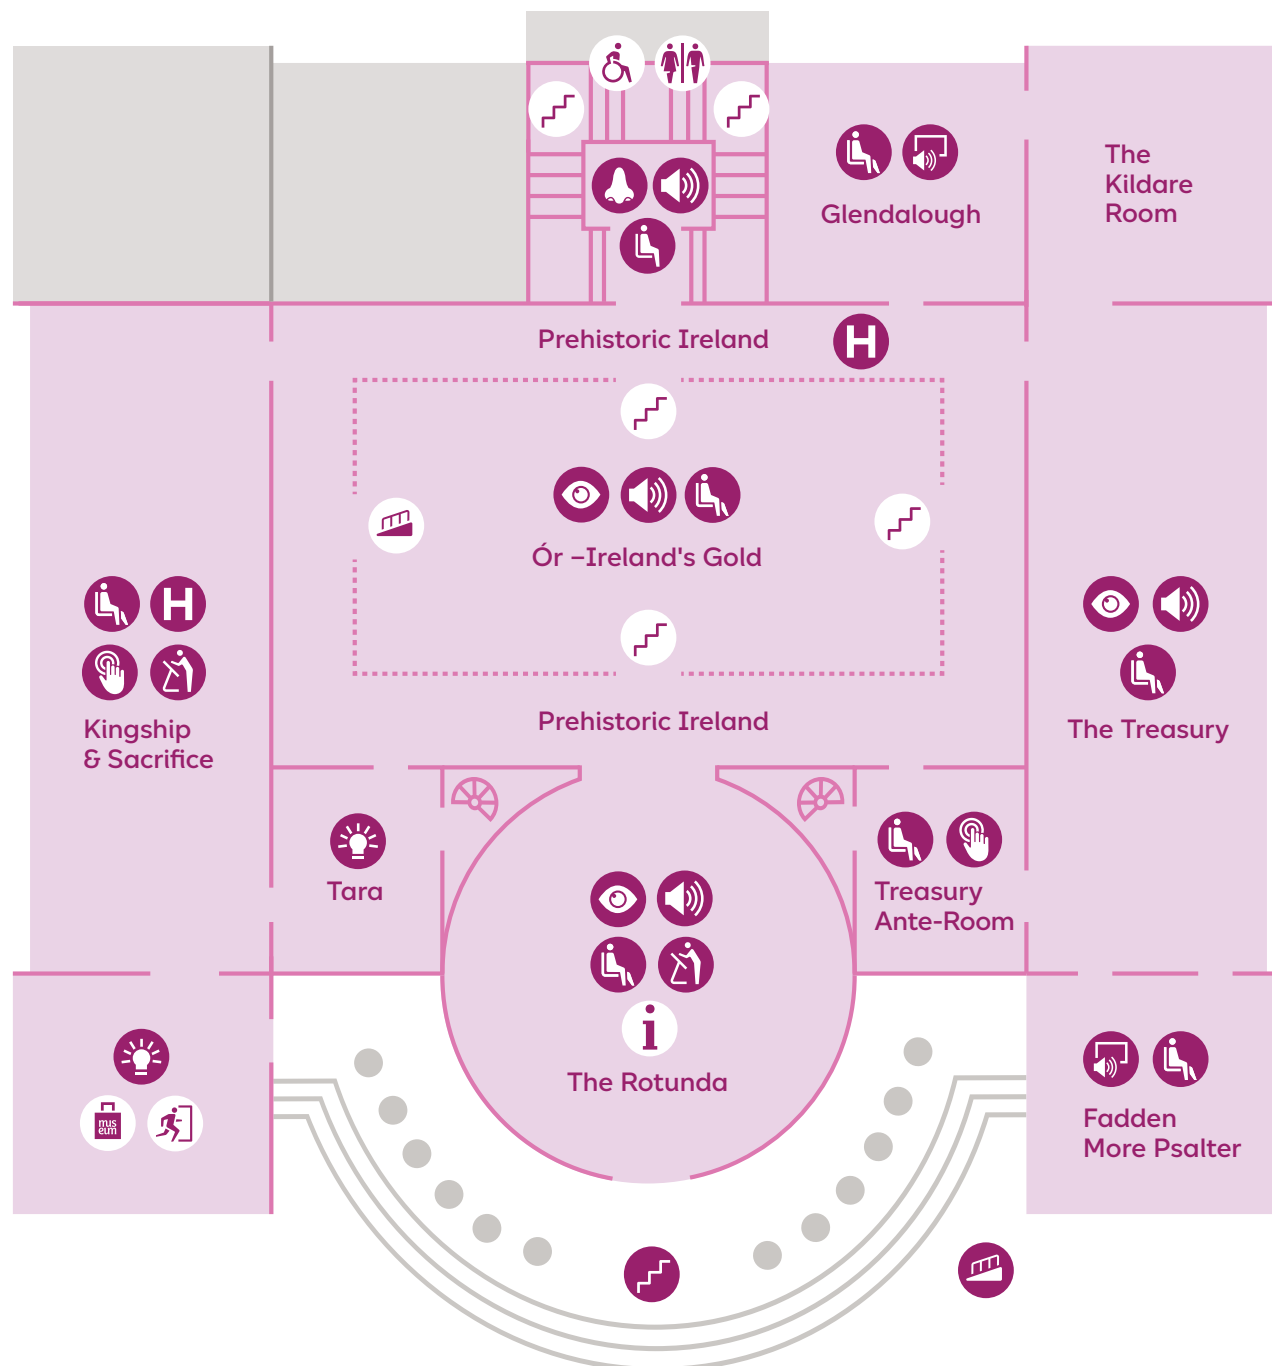 The
Kildare
Room
Glendalough
Prehistoric Ireland
H
Ór –Ireland's Gold
H
Kingship
& Sacrifice
The Treasury
Prehistoric Ireland
Tara
Treasury
Ante-Room
i
The Rotunda
mus
eum
Fadden
More Psalter